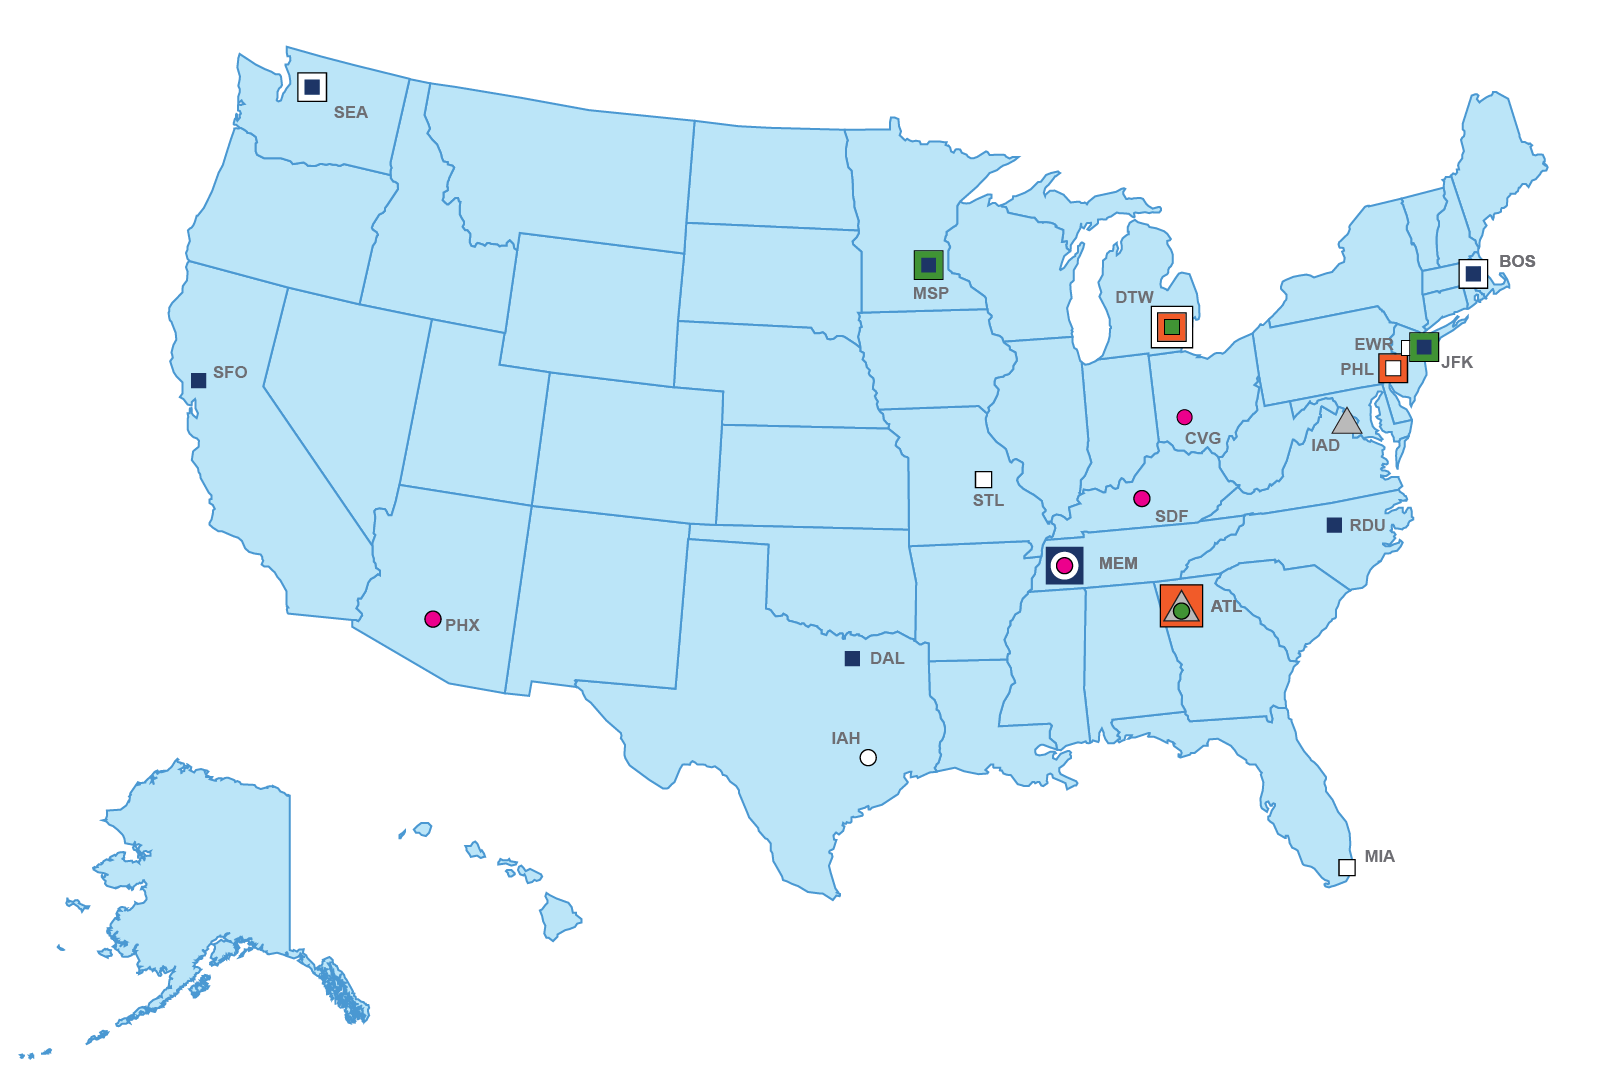 SEA
BOS
MSP
DTW
EWR
JFK
PHL
SFO
CVG
IAD
STL
SDF
RDU
MEM
ATL
PHX
DAL
IAH
MIA